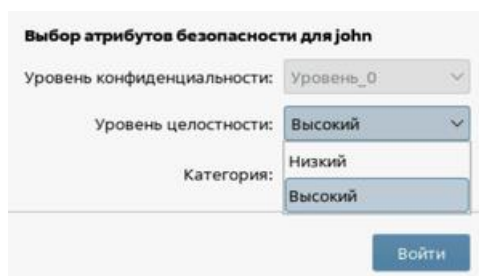 Выбор атрибутов безопасности для john
Уровень конфиденциальности: Уровень_0
Уровень целостности: Высокий
Низкий
Категория:
Высокий
Войти